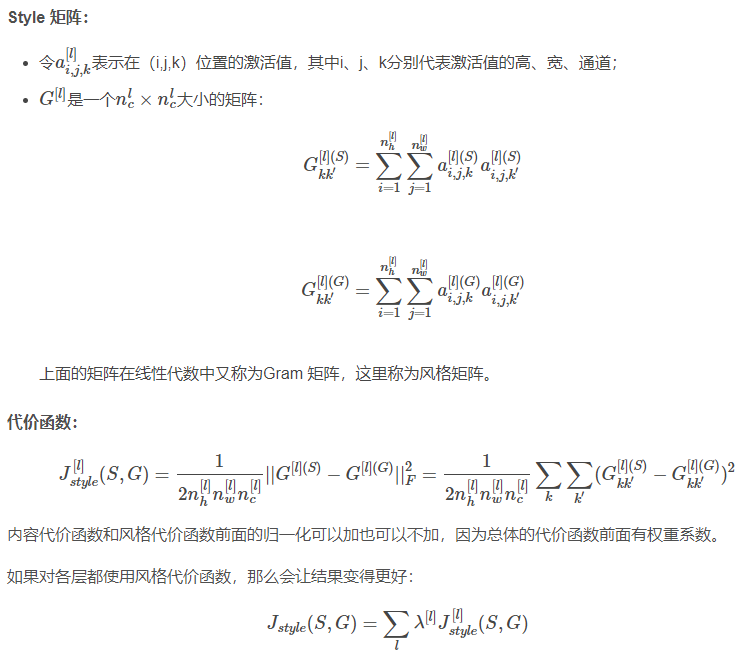 Style 矩阵：
• 令$a_{i,j,k}^{[l]}$表示在（i,j,k）位置的激活值，其中i、j、k分别代表激活值的高、宽、通道；
• $G^{[l]}$是一个$n_c^l \times n_c^l$大小的矩阵：
$G_{kk'}^{[l](S)} = \sum_{i=1}^{n_h^{[l]}} \sum_{j=1}^{n_w^{[l]}} a_{i,j,k}^{[l](S)} a_{i,j,k'}^{[l](S)}$
$G_{kk'}^{[l](G)} = \sum_{i=1}^{n_h^{[l]}} \sum_{j=1}^{n_w^{[l]}} a_{i,j,k}^{[l](G)} a_{i,j,k'}^{[l](G)}$
上面的矩阵在线性代数中又称为Gram 矩阵，这里称为风格矩阵。
代价函数：
$J_{style}^{[l]}(S,G) = \frac{1}{2n_h^{[l]}n_w^{[l]}n_c^{[l]}} ||G^{[l](S)} - G^{[l](G)}||_F^2 = \frac{1}{2n_h^{[l]}n_w^{[l]}n_c^{[l]}} \sum_k \sum_{k'} (G_{kk'}^{[l](S)} - G_{kk'}^{[l](G)})^2$
内容代价函数和风格代价函数前面的归一化可以加也可以不加，因为总体的代价函数前面有权重系数。
如果对各层都使用风格代价函数，那么会让结果变得更好：
$J_{style}(S,G) = \sum_l \lambda^{[l]} J_{style}^{[l]}(S,G)$